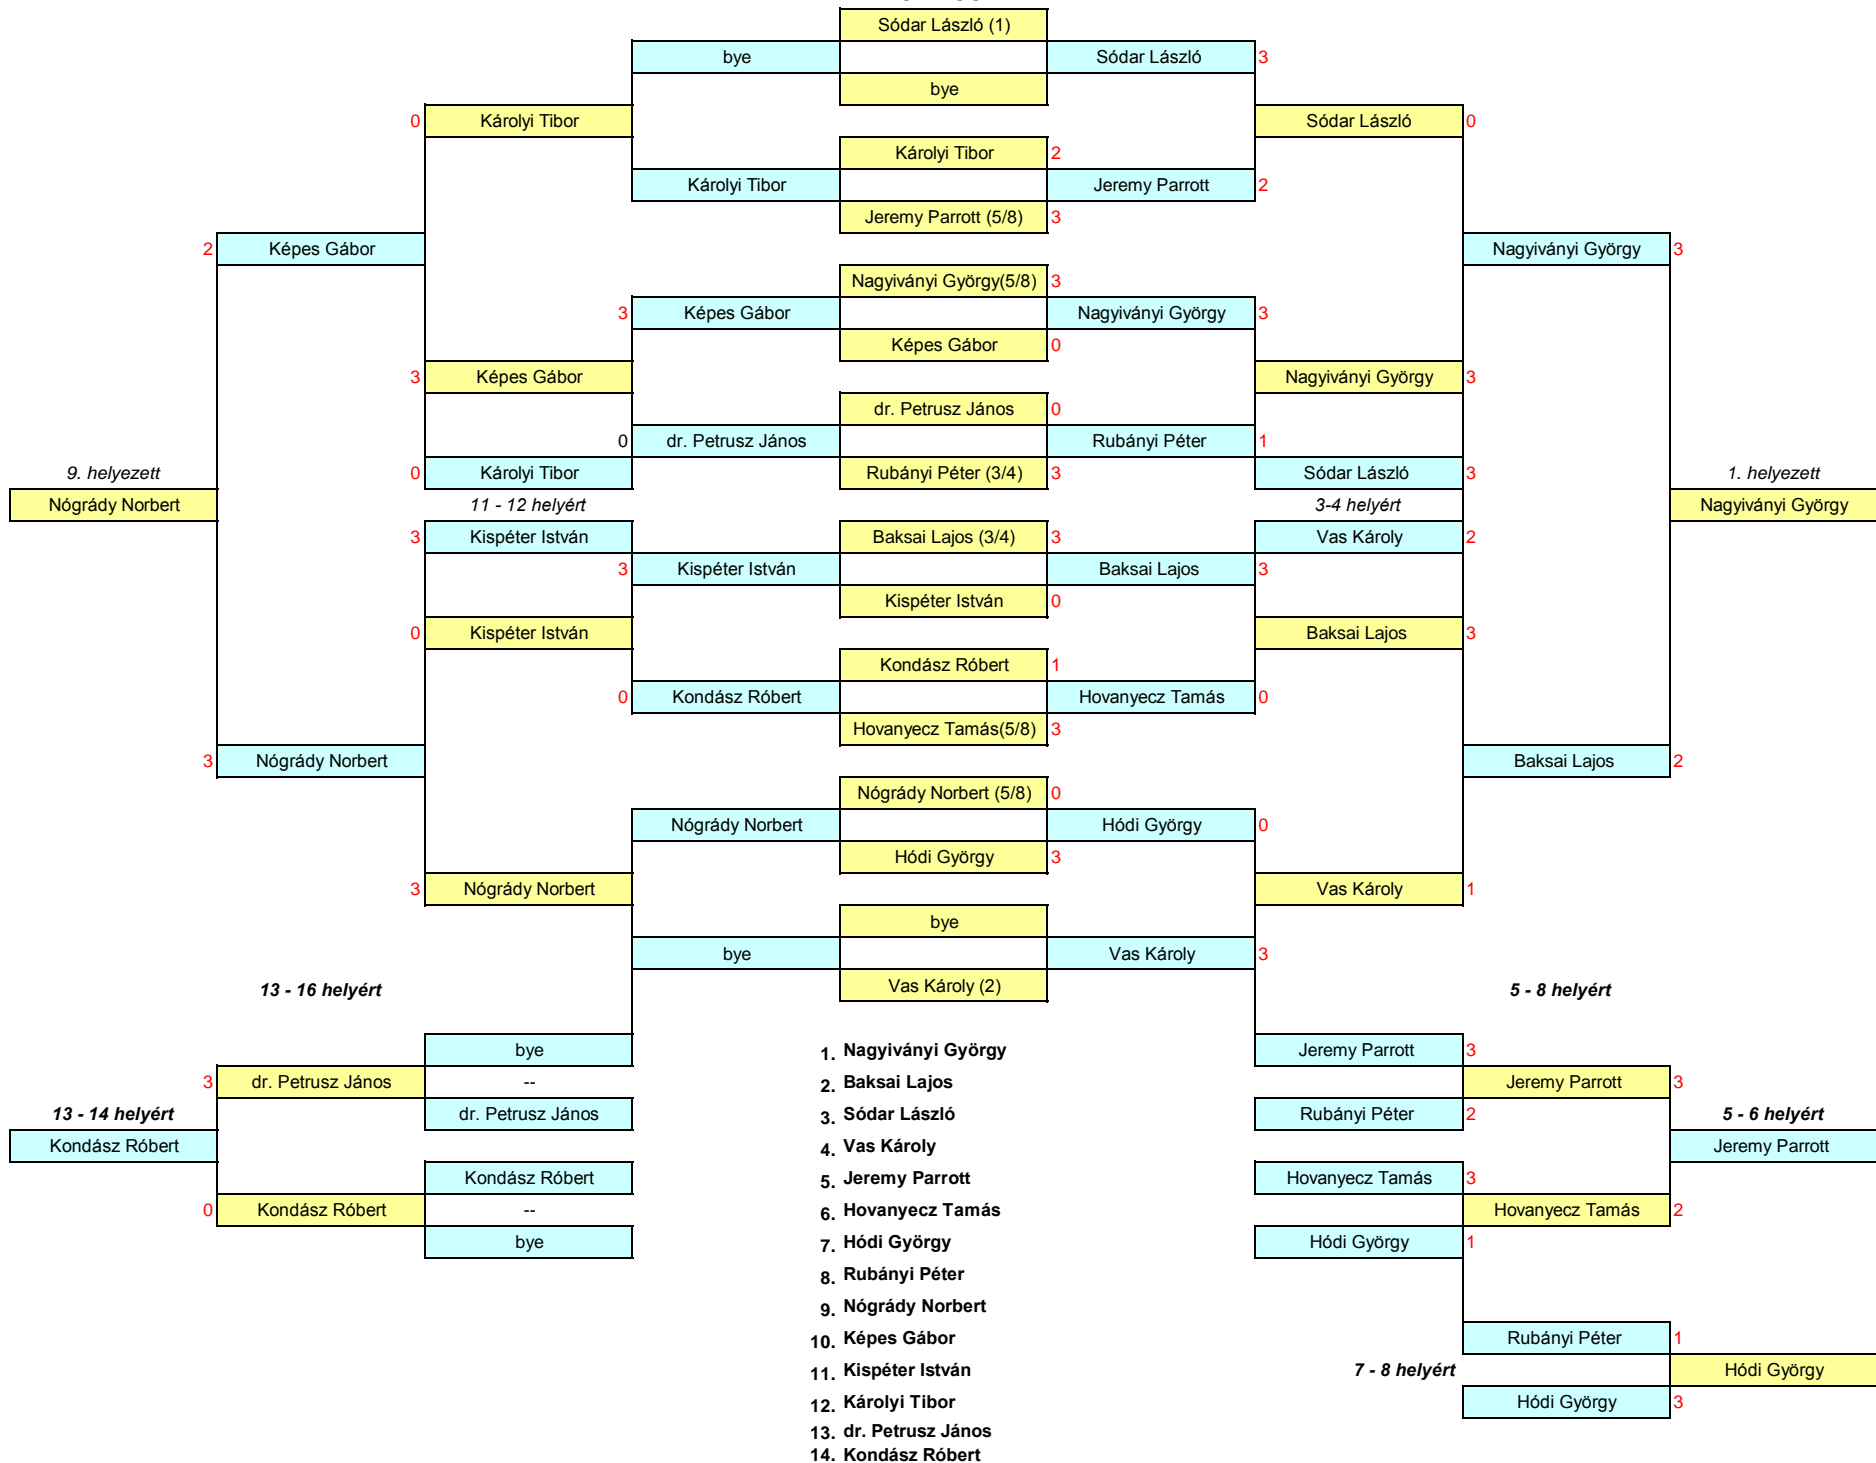 Sódar László (1)
bye Sódar László 3
bye
0 Károlyi Tibor Sódar László 0
Károlyi Tibor 2
Károlyi Tibor Jeremy Parrott 2
Jeremy Parrott (5/8) 3
2 Képes Gábor Nagyiványi György 3
Nagyiványi György(5/8) 3
3 Képes Gábor Nagyiványi György 3
Képes Gábor 0
3 Képes Gábor Nagyiványi György 3
dr. Petrusz János 0
0 dr. Petrusz János Rubányi Péter 1
9. helyezett 0 Károlyi Tibor Rubányi Péter (3/4) 3 Sódar László 3 1. helyezett
Nógrády Norbert 11 - 12 helyért 3-4 helyért Nagyiványi György
3 Kispéter István Baksai Lajos (3/4) 3 Vas Károly 2
3 Kispéter István Baksai Lajos 3
Kispéter István 0
0 Kispéter István Baksai Lajos 3
Kondász Róbert 1
0 Kondász Róbert Hovanyecz Tamás 0
Hovanyecz Tamás(5/8) 3
3 Nógrády Norbert Baksai Lajos 2
Nógrády Norbert (5/8) 0
Nógrády Norbert Hódi György 0
Hódi György 3
3 Nógrády Norbert Vas Károly 1
bye
bye Vas Károly 3
13 - 16 helyért Vas Károly (2) 5 - 8 helyért
bye 1. Nagyiványi György Jeremy Parrott 3
3 dr. Petrusz János -- 2. Baksai Lajos Jeremy Parrott 3
13 - 14 helyért dr. Petrusz János 3. Sódar László Rubányi Péter 2 5 - 6 helyért
Kondász Róbert 4. Vas Károly Jeremy Parrott
Kondász Róbert 5. Jeremy Parrott Hovanyecz Tamás 3
0 Kondász Róbert -- 6. Hovanyecz Tamás Hovanyecz Tamás 2
bye 7. Hódi György Hódi György 1
8. Rubányi Péter
9. Nógrády Norbert
10. Képes Gábor Rubányi Péter 1
11. Kispéter István 7 - 8 helyért Hódi György
12. Károlyi Tibor Hódi György 3
13. dr. Petrusz János
14. Kondász Róbert